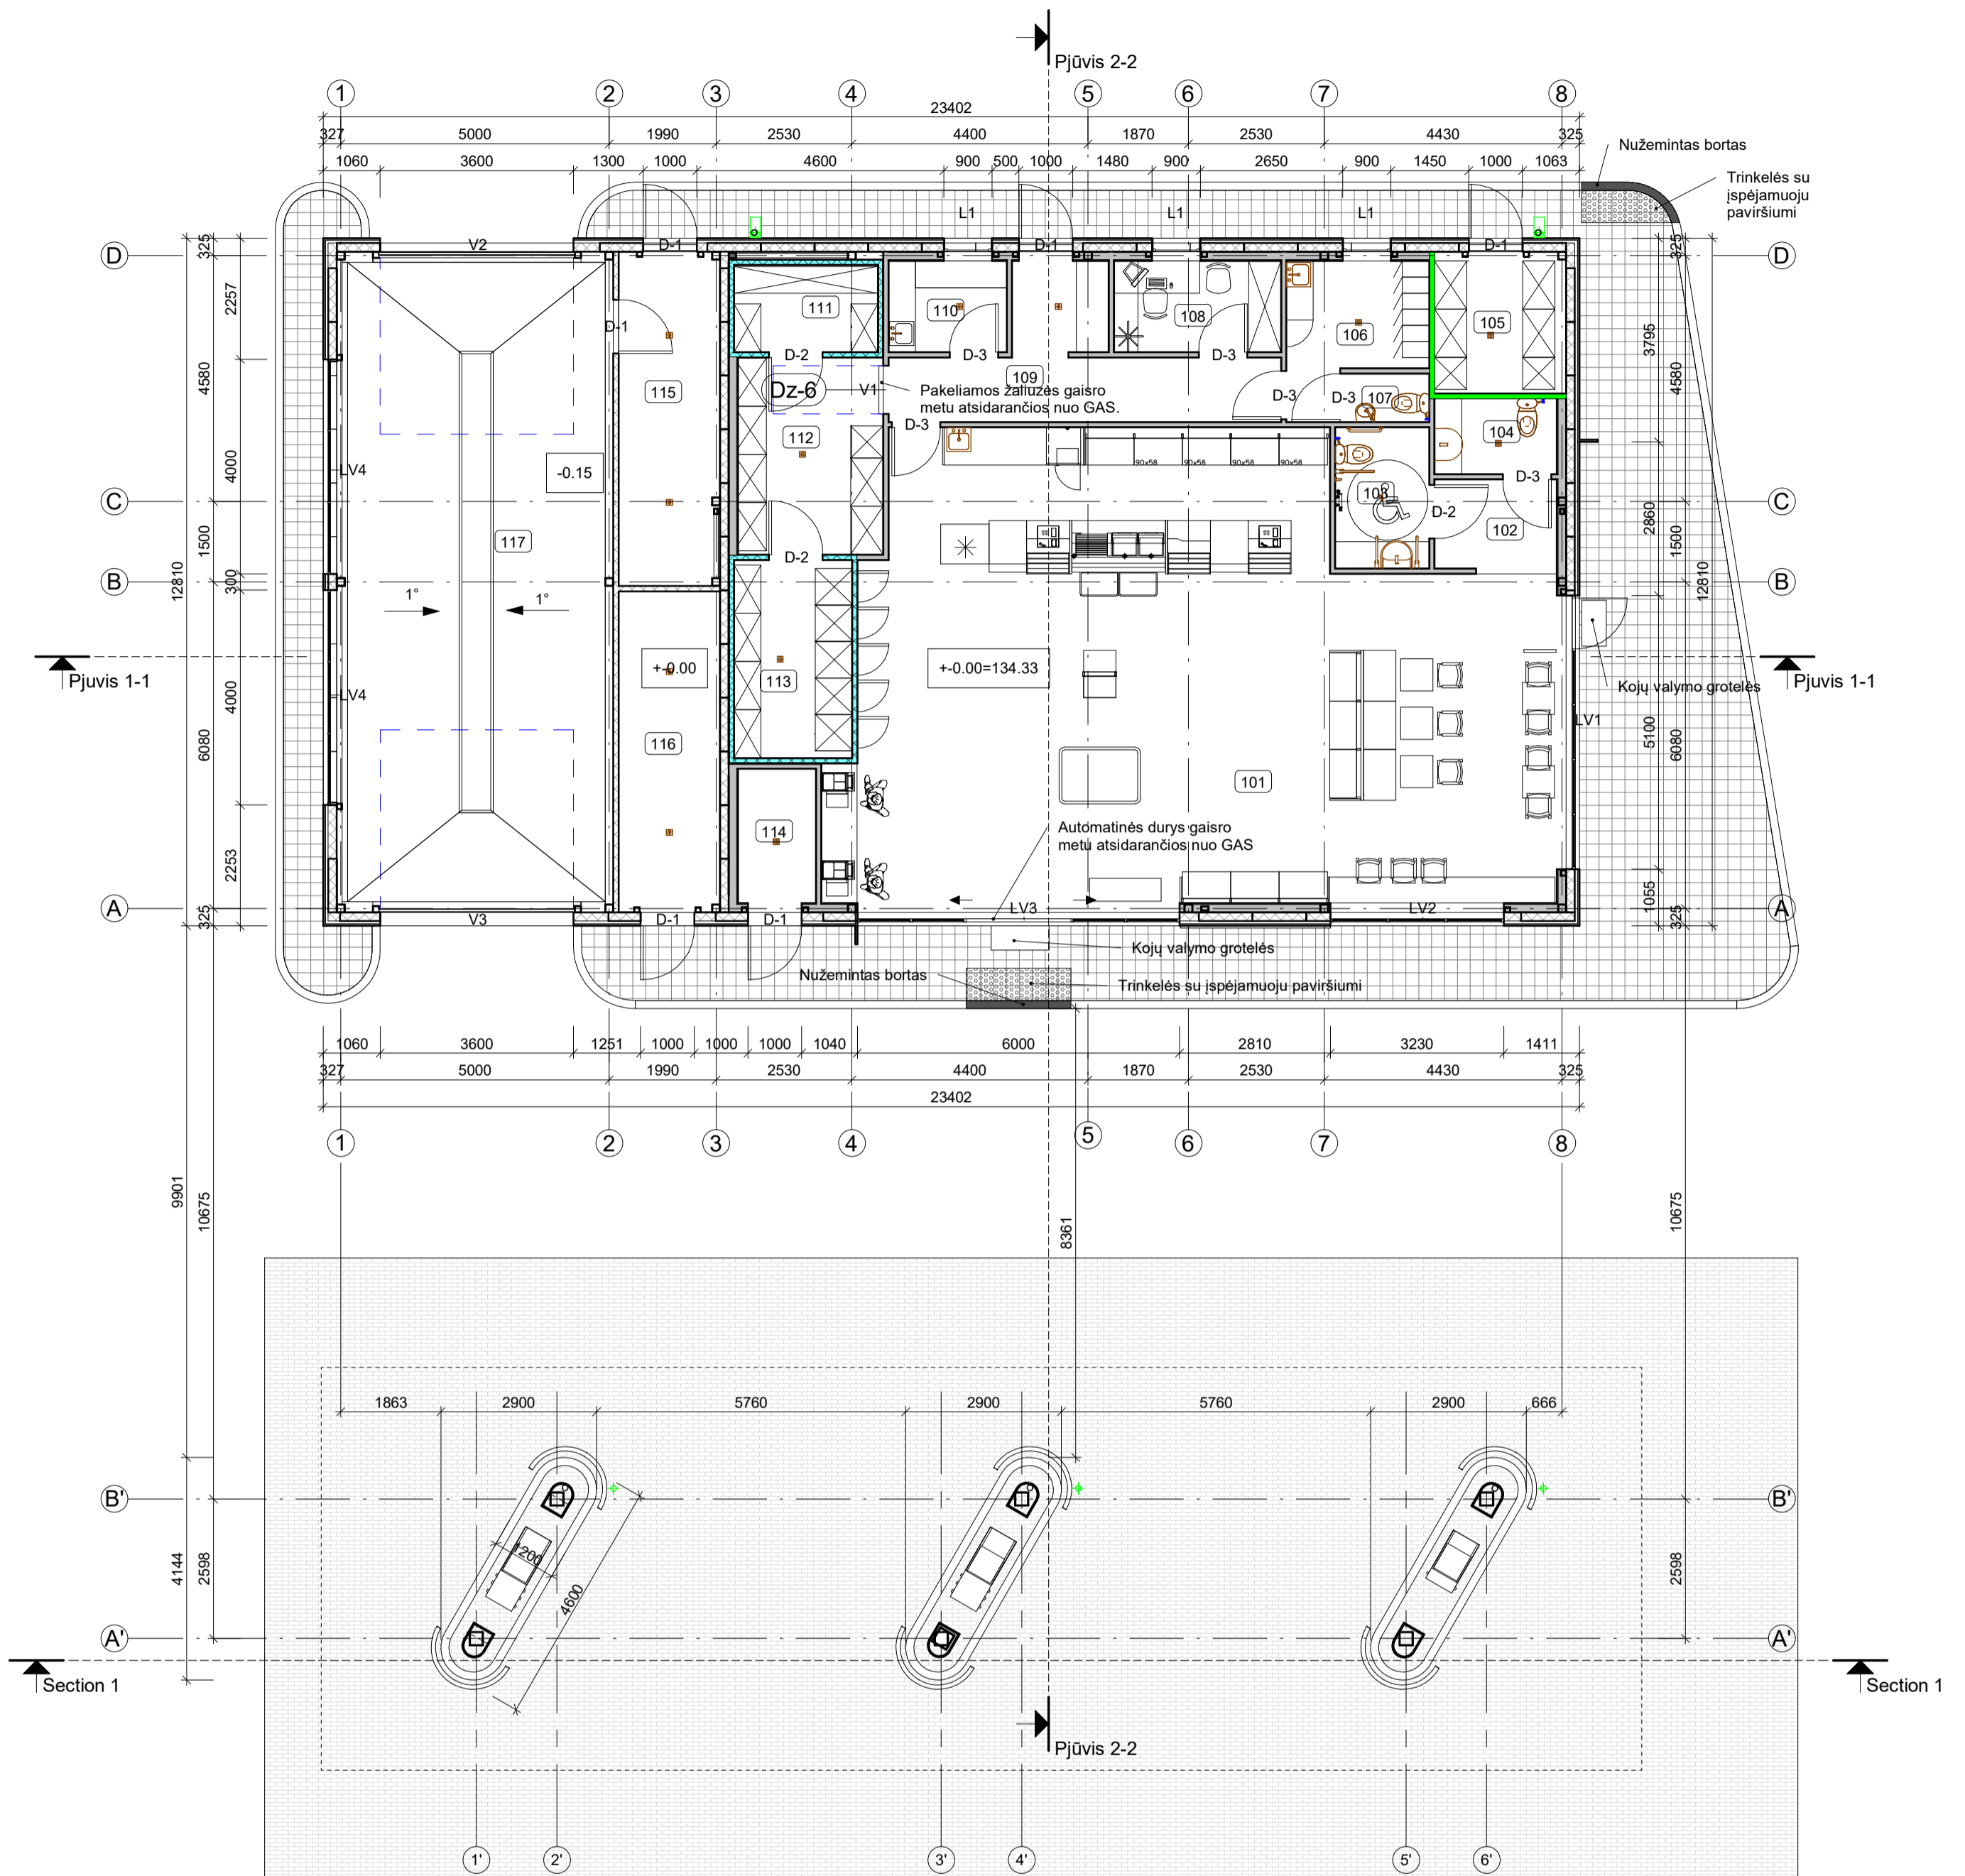 Pjūvis 2-2
1 2 3 4 5 6 7 8
23402
327 5000 1990 2530 4400 1870 2530 4430 325
1060 3600 1300 1000 4600 900 500 1000 1480 900 2650 900 1450 1000 1063
Nužemintas bortas
Trinkelės su
įspėjamuoju
paviršiumi
L1 L1 L1
V2 D-1 D-1 D-1
D D
325 325
2257
4580
4000
1500
300
12810
4000
6080
2253
325
3795
4580
2860
1500
12810
5100
6080
1055
325
111 110 108 106 105
D-1
D-2 D-3 D-3
115
Dz-6 V1 109
Pakeliamos žaliuzės gaisro
metu atsidarančios nuo GAS.
D-3 D-3 107
D-3
112 104
LV4 -0.15
90x58 90x58 90x58 90x58
D-3
C C
103
D-2 102
117
D-2
B B
1° 1°
Pjuvis 1-1 Pjuvis 1-1
+-0.00 +-0.00=134.33
113
Kojų valymo grotelės
LV4
LV1
116
101
114
Automatinės durys gaisro
metu atsidarančios nuo GAS
A A
V3 D-1 D-1 LV3 LV2
Kojų valymo grotelės
Nužemintas bortas
Trinkelės su įspėjamuoju paviršiumi
1060 3600 1251 1000 1000 1000 1040 6000 2810 3230 1411
327 5000 1990 2530 4400 1870 2530 4430 325
23402
1 2 3 4 5 6 7 8
9901
10675
8361
10675
1863 2900 5760 2900 5760 2900 666
B' B'
4144
2598
1200
4600
2598
A' A'
Section 1 Section 1
Pjūvis 2-2
1' 2' 3' 4' 5' 6'